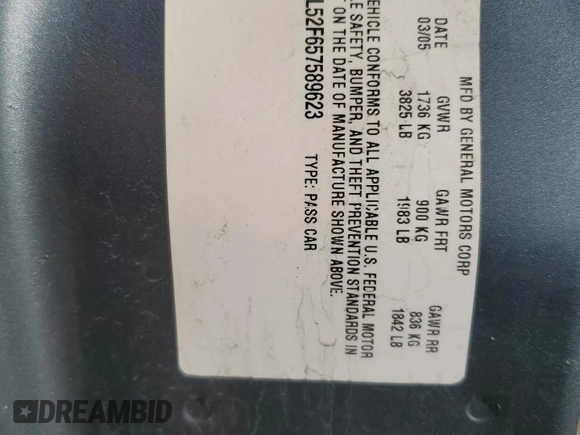 MFD BY GENERAL MOTORS CORP
DATE GVWR GAWR FRT GAWR RR
03/05 1736 KG 900 KG 836 KG
3825 LB 1983 LB 1842 LB
VEHICLE CONFORMS TO ALL APPLICABLE U.S. FEDERAL MOTOR
LE SAFETY, BUMPER, AND THEFT PREVENTION STANDARDS IN
ON THE DATE OF MANUFACTURE SHOWN ABOVE.
L52F657589623 TYPE: PASS CAR
DREAMBID